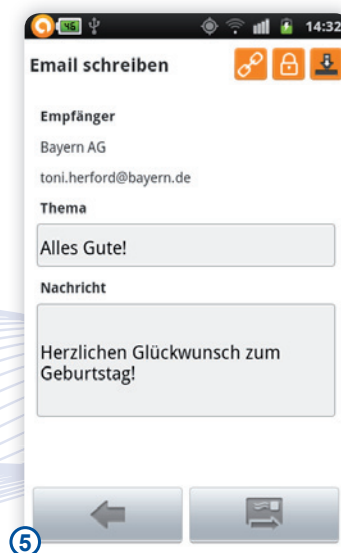 46
14:32
Email schreiben
Empfänger
Bayern AG
toni.herford@bayern.de
Thema
Alles Gute!
Nachricht
Herzlichen Glückwunsch zum
Geburtstag!
5